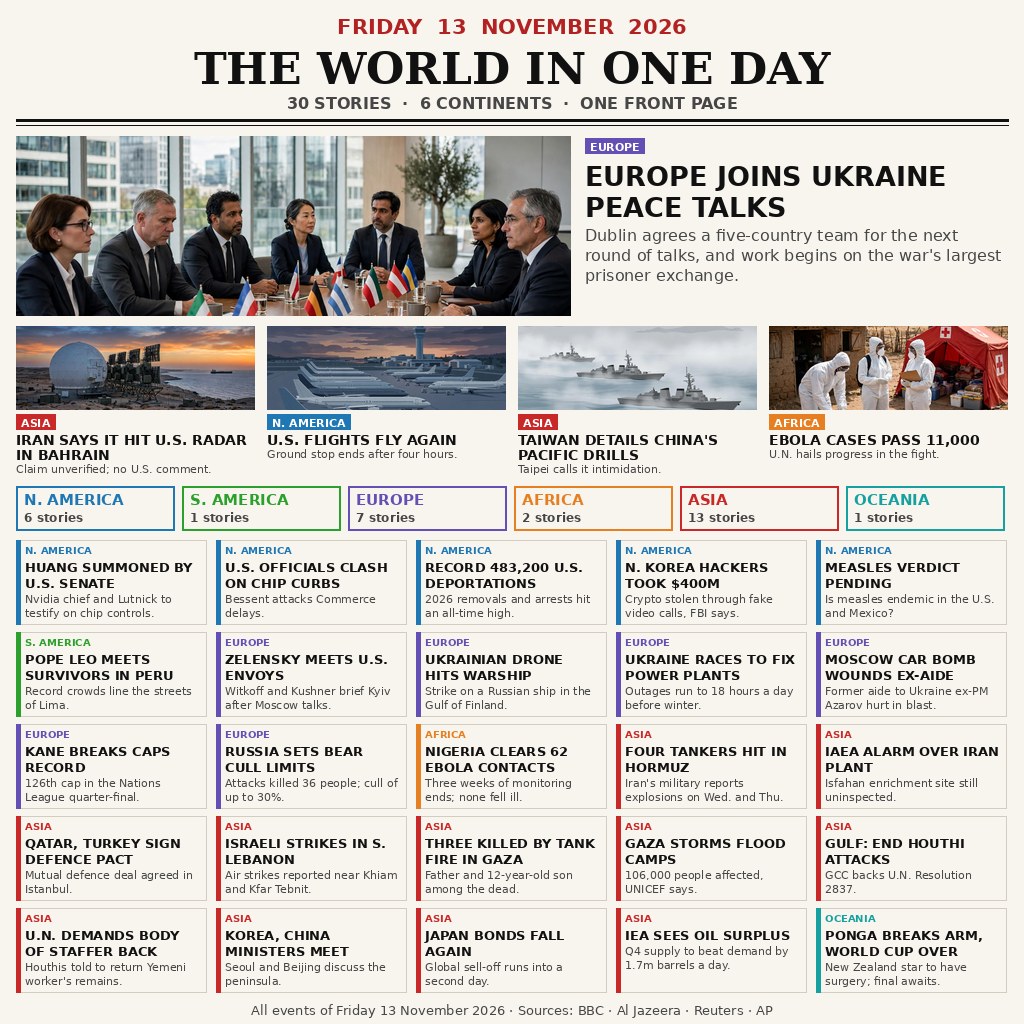 FRIDAY 13 NOVEMBER 2026
THE WORLD IN ONE DAY
30 STORIES · 6 CONTINENTS · ONE FRONT PAGE
EUROPE
EUROPE JOINS UKRAINE
PEACE TALKS
Dublin agrees a five-country team for the next
round of talks, and work begins on the war's largest
prisoner exchange.
ASIA
IRAN SAYS IT HIT U.S. RADAR
IN BAHRAIN
Claim unverified; no U.S. comment.
N. AMERICA
U.S. FLIGHTS FLY AGAIN
Ground stop ends after four hours.
ASIA
TAIWAN DETAILS CHINA'S
PACIFIC DRILLS
Taipei calls it intimidation.
AFRICA
EBOLA CASES PASS 11,000
U.N. hails progress in the fight.
N. AMERICA
6 stories
S. AMERICA
1 stories
EUROPE
7 stories
AFRICA
2 stories
ASIA
13 stories
OCEANIA
1 stories
N. AMERICA
HUANG SUMMONED BY
U.S. SENATE
Nvidia chief and Lutnick to
testify on chip controls.
N. AMERICA
U.S. OFFICIALS CLASH
ON CHIP CURBS
Bessent attacks Commerce
delays.
N. AMERICA
RECORD 483,200 U.S.
DEPORTATIONS
2026 removals and arrests hit
an all-time high.
N. AMERICA
N. KOREA HACKERS
TOOK $400M
Crypto stolen through fake
video calls, FBI says.
N. AMERICA
MEASLES VERDICT
PENDING
Is measles endemic in the U.S.
and Mexico?
S. AMERICA
POPE LEO MEETS
SURVIVORS IN PERU
Record crowds line the streets
of Lima.
EUROPE
ZELENSKY MEETS U.S.
ENVOYS
Witkoff and Kushner brief Kyiv
after Moscow talks.
EUROPE
UKRAINIAN DRONE
HITS WARSHIP
Strike on a Russian ship in the
Gulf of Finland.
EUROPE
UKRAINE RACES TO FIX
POWER PLANTS
Outages run to 18 hours a day
before winter.
EUROPE
MOSCOW CAR BOMB
WOUNDS EX-AIDE
Former aide to Ukraine ex-PM
Azarov hurt in blast.
EUROPE
KANE BREAKS CAPS
RECORD
126th cap in the Nations
League quarter-final.
EUROPE
RUSSIA SETS BEAR
CULL LIMITS
Attacks killed 36 people; cull of
up to 30%.
AFRICA
NIGERIA CLEARS 62
EBOLA CONTACTS
Three weeks of monitoring
ends; none fell ill.
ASIA
FOUR TANKERS HIT IN
HORMUZ
Iran's military reports
explosions on Wed. and Thu.
ASIA
IAEA ALARM OVER IRAN
PLANT
Isfahan enrichment site still
uninspected.
ASIA
QATAR, TURKEY SIGN
DEFENCE PACT
Mutual defence deal agreed in
Istanbul.
ASIA
ISRAELI STRIKES IN S.
LEBANON
Air strikes reported near Khiam
and Kfar Tebnit.
ASIA
THREE KILLED BY TANK
FIRE IN GAZA
Father and 12-year-old son
among the dead.
ASIA
GAZA STORMS FLOOD
CAMPS
106,000 people affected,
UNICEF says.
ASIA
GULF: END HOUTHI
ATTACKS
GCC backs U.N. Resolution
2837.
ASIA
U.N. DEMANDS BODY
OF STAFFER BACK
Houthis told to return Yemeni
worker's remains.
ASIA
KOREA, CHINA
MINISTERS MEET
Seoul and Beijing discuss the
peninsula.
ASIA
JAPAN BONDS FALL
AGAIN
Global sell-off runs into a
second day.
ASIA
IEA SEES OIL SURPLUS
Q4 supply to beat demand by
1.7m barrels a day.
OCEANIA
PONGA BREAKS ARM,
WORLD CUP OVER
New Zealand star to have
surgery; final awaits.
All events of Friday 13 November 2026 · Sources: BBC · Al Jazeera · Reuters · AP